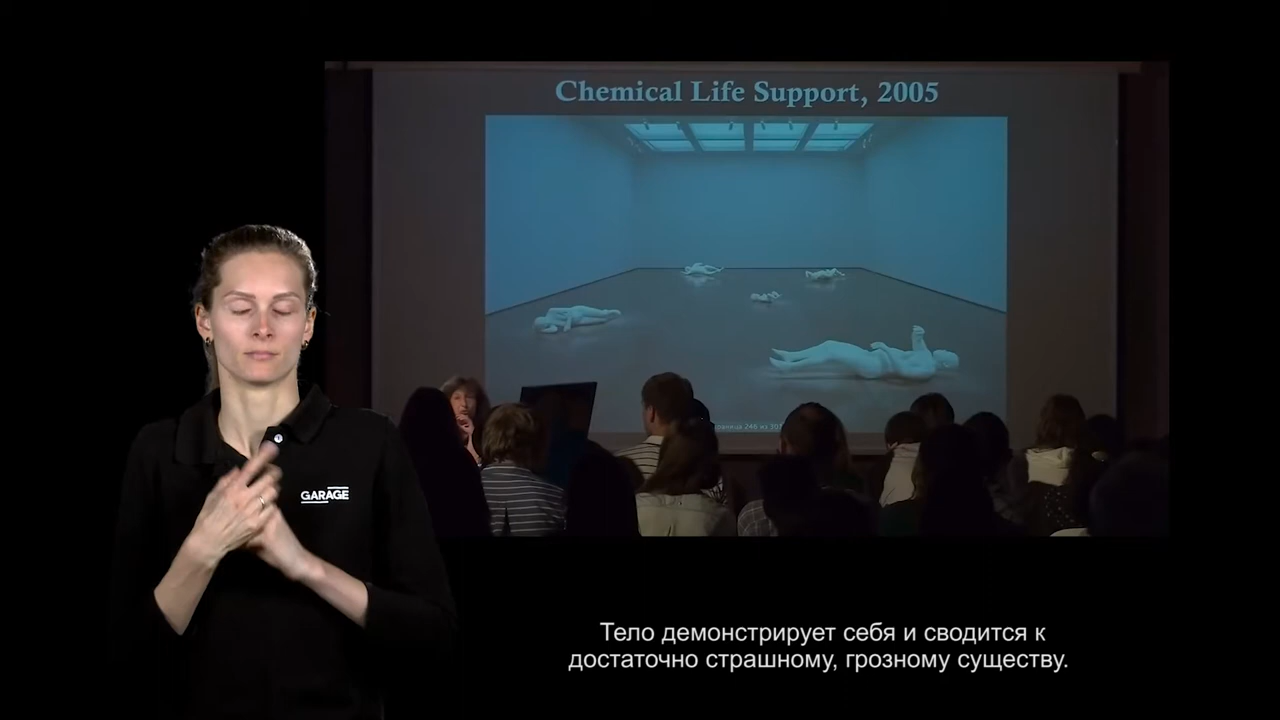 Chemical Life Support, 2005
GARAGE
Тело демонстрирует себя и сводится к
достаточно страшному, грозному существу.